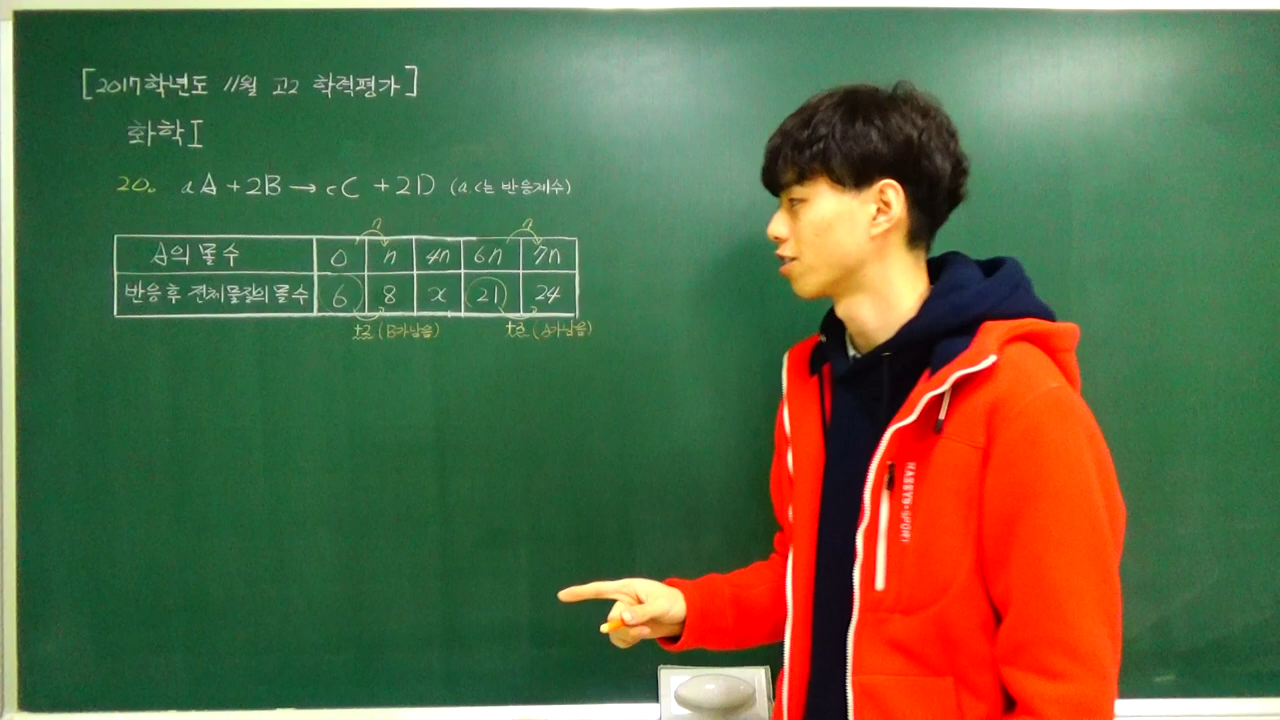 [2017학년도 11월 고2 학력평가]
화학I
20. aA + 2B → cC + 2D (a, c는 반응계수)
n n
A의 몰수 0 n 4n 6n 7n
반응 후 전체 물질의 몰수 6 8 x 21 24
+2 (B가 남음) +3 (A가 남음)